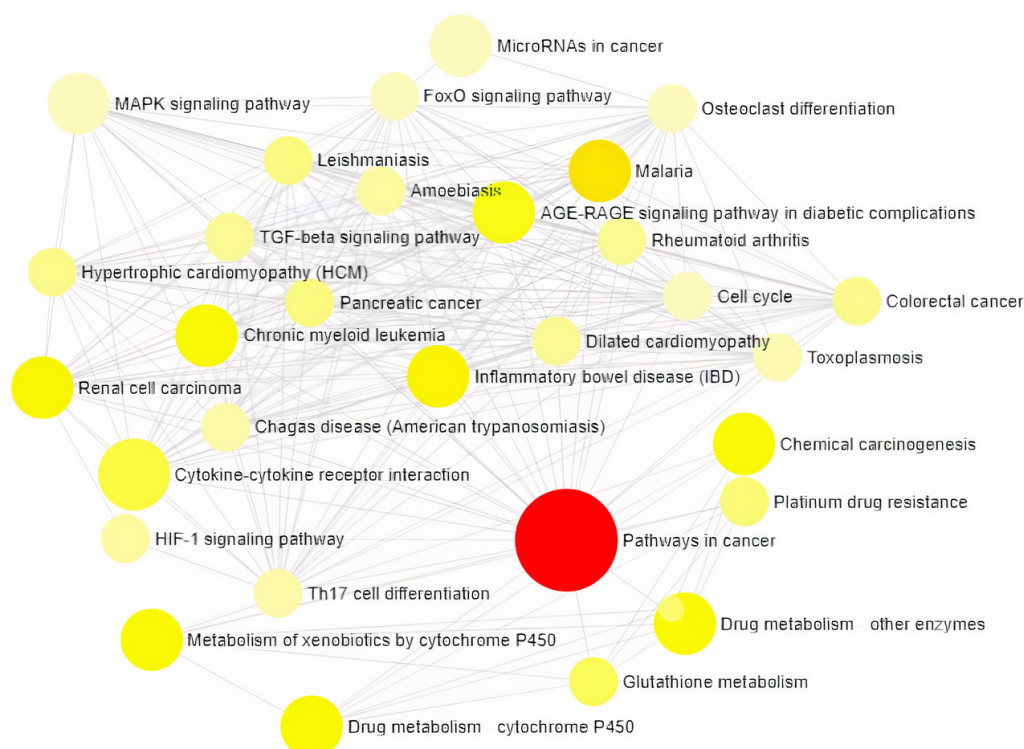 MicroRNAs in cancer
FoxO signaling pathway
MAPK signaling pathway
Osteoclast differentiation
Leishmaniasis
Malaria
Amoebiasis
AGE-RAGE signaling pathway in diabetic complications
TGF-beta signaling pathway
Rheumatoid arthritis
Hypertrophic cardiomyopathy (HCM)
Cell cycle
Pancreatic cancer
Colorectal cancer
Chronic myeloid leukemia
Dilated cardiomyopathy
Toxoplasmosis
Inflammatory bowel disease (IBD)
Renal cell carcinoma
Chagas disease (American trypanosomiasis)
Chemical carcinogenesis
Cytokine-cytokine receptor interaction
Platinum drug resistance
HIF-1 signaling pathway
Pathways in cancer
Th17 cell differentiation
Drug metabolism other enzymes
Metabolism of xenobiotics by cytochrome P450
Glutathione metabolism
Drug metabolism cytochrome P450